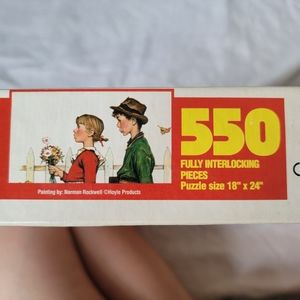 550
FULLY INTERLOCKING
PIECES
Puzzle size 18" x 24"
Painting by: Norman Rockwell ©Hoyle Products